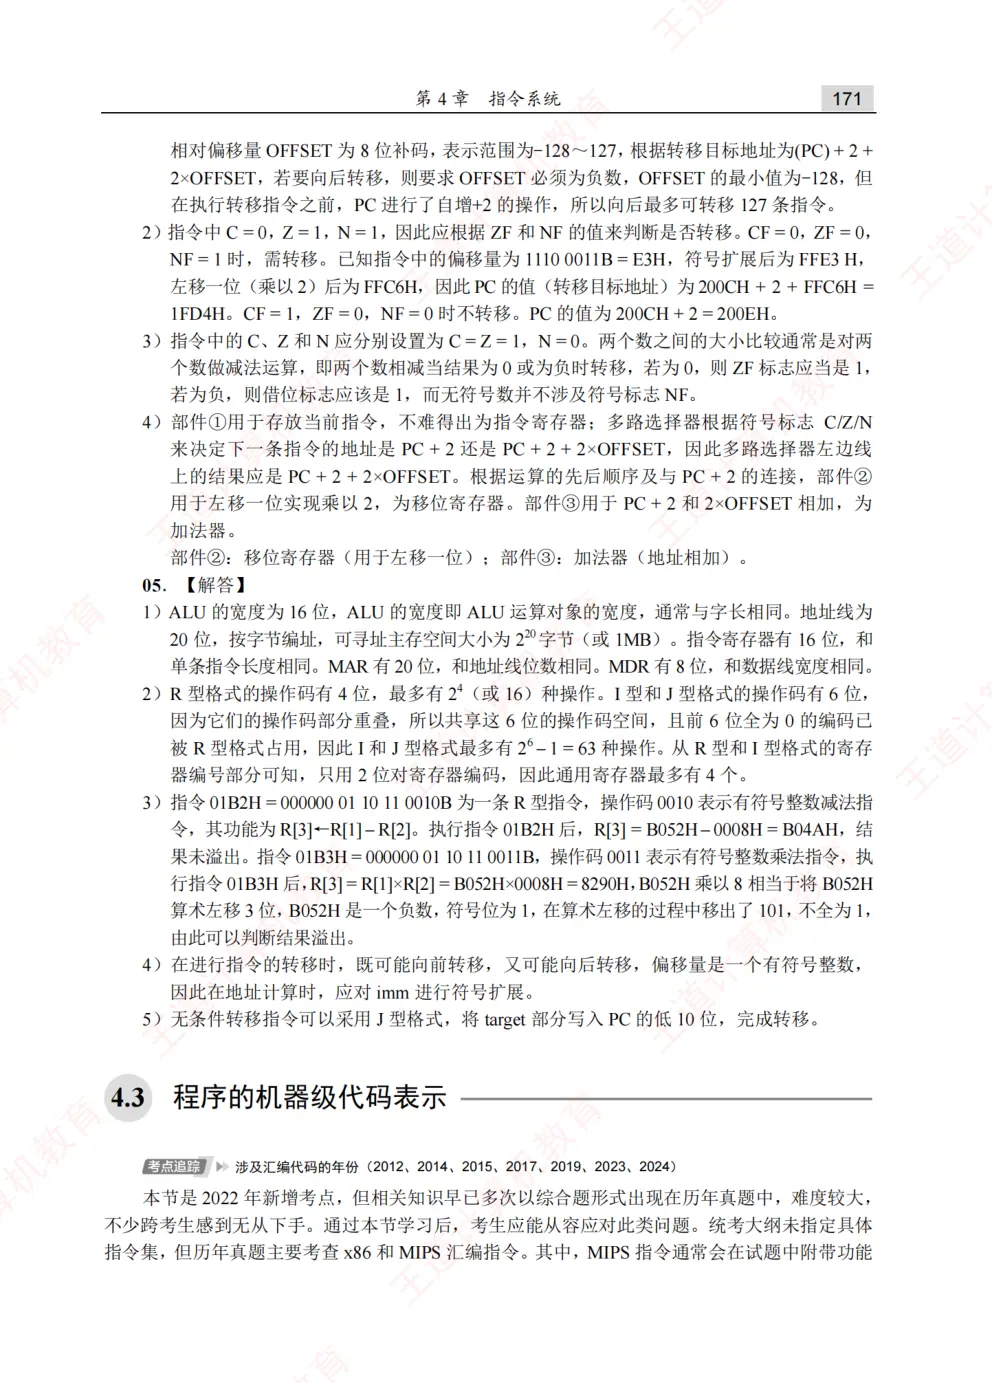 第 4 章　指令系统
171
相对偏移量 OFFSET 为 8 位补码，表示范围为−128～127，根据转移目标地址为(PC) + 2 +
2×OFFSET，若要向后转移，则要求 OFFSET 必须为负数，OFFSET 的最小值为−128，但
在执行转移指令之前，PC 进行了自增+2 的操作，所以向后最多可转移 127 条指令。
2）指令中 C = 0，Z = 1，N = 1，因此应根据 ZF 和 NF 的值来判断是否转移。CF = 0，ZF = 0，
NF = 1 时，需转移。已知指令中的偏移量为 1110 0011B = E3H，符号扩展后为 FFE3 H，
左移一位（乘以 2）后为 FFC6H，因此 PC 的值（转移目标地址）为 200CH + 2 + FFC6H =
1FD4H。CF = 1，ZF = 0，NF = 0 时不转移。PC 的值为 200CH + 2 = 200EH。
3）指令中的 C、Z 和 N 应分别设置为 C = Z = 1，N = 0。两个数之间的大小比较通常是对两
个数做减法运算，即两个数相减当结果为 0 或为负时转移，若为 0，则 ZF 标志应当是 1，
若为负，则借位标志应该是 1，而无符号数并不涉及符号标志 NF。
4）部件①用于存放当前指令，不难得出为指令寄存器；多路选择器根据符号标志 C/Z/N
来决定下一条指令的地址是 PC + 2 还是 PC + 2 + 2×OFFSET，因此多路选择器左边线
上的结果应是 PC + 2 + 2×OFFSET。根据运算的先后顺序及与 PC + 2 的连接，部件②
用于左移一位实现乘以 2，为移位寄存器。部件③用于 PC + 2 和 2×OFFSET 相加，为
加法器。
部件②：移位寄存器（用于左移一位）；部件③：加法器（地址相加）。
05. 【解答】
1）ALU 的宽度为 16 位，ALU 的宽度即 ALU 运算对象的宽度，通常与字长相同。地址线为
20 位，按字节编址，可寻址主存空间大小为 2²⁰ 字节（或 1MB）。指令寄存器有 16 位，和
单条指令长度相同。MAR 有 20 位，和地址线位数相同。MDR 有 8 位，和数据线宽度相同。
2）R 型格式的操作码有 4 位，最多有 2⁴（或 16）种操作。I 型和 J 型格式的操作码有 6 位，
因为它们的操作码部分重叠，所以共享这 6 位的操作码空间，且前 6 位全为 0 的编码已
被 R 型格式占用，因此 I 和 J 型格式最多有 2⁶ − 1 = 63 种操作。从 R 型和 I 型格式的寄存
器编号部分可知，只用 2 位对寄存器编码，因此通用寄存器最多有 4 个。
3）指令 01B2H = 000000 01 10 11 0010B 为一条 R 型指令，操作码 0010 表示有符号整数减法指
令，其功能为 R[3]←R[1] − R[2]。执行指令 01B2H 后，R[3] = B052H − 0008H = B04AH，结
果未溢出。指令 01B3H = 000000 01 10 11 0011B，操作码 0011 表示有符号整数乘法指令，执
行指令 01B3H 后，R[3] = R[1]×R[2] = B052H×0008H = 8290H，B052H 乘以 8 相当于将 B052H
算术左移 3 位，B052H 是一个负数，符号位为 1，在算术左移的过程中移出了 101，不全为 1，
由此可以判断结果溢出。
4）在进行指令的转移时，既可能向前转移，又可能向后转移，偏移量是一个有符号整数，
因此在地址计算时，应对 imm 进行符号扩展。
5）无条件转移指令可以采用 J 型格式，将 target 部分写入 PC 的低 10 位，完成转移。
4.3　程序的机器级代码表示
考点追踪　涉及汇编代码的年份（2012、2014、2015、2017、2019、2023、2024）
本节是 2022 年新增考点，但相关知识早已多次以综合题形式出现在历年真题中，难度较大，
不少跨考生感到无从下手。通过本节学习后，考生应能从容应对此类问题。统考大纲未指定具体
指令集，但历年真题主要考查 x86 和 MIPS 汇编指令。其中，MIPS 指令通常会在试题中附带功能